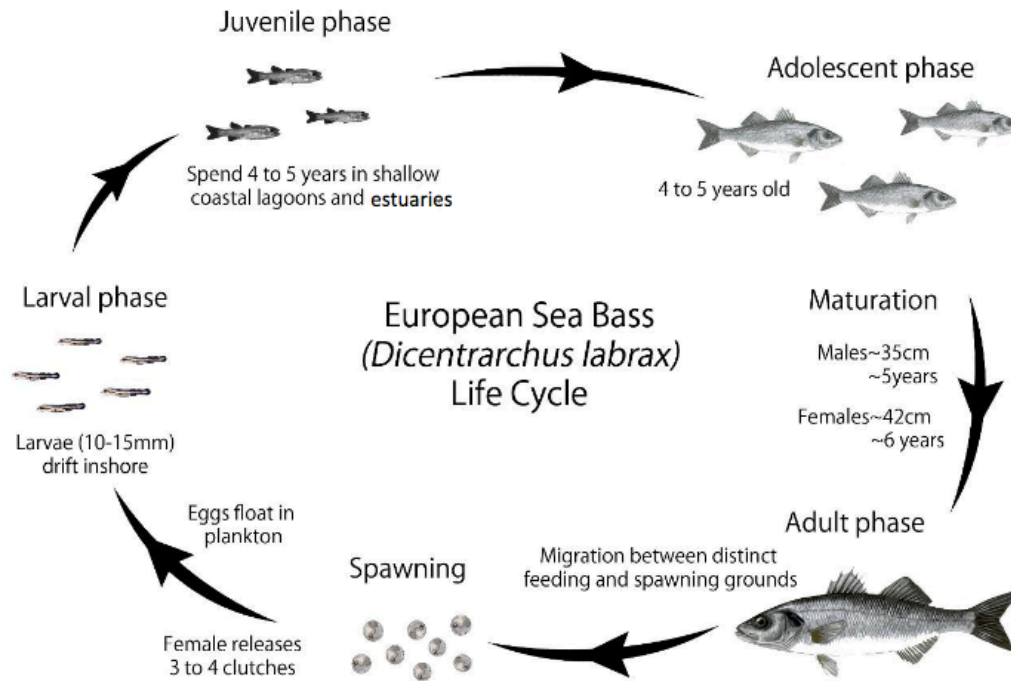 Juvenile phase
Spend 4 to 5 years in shallow
coastal lagoons and estuaries
Adolescent phase
4 to 5 years old
Maturation
Males~35cm
~5years
Females~42cm
~6 years
Adult phase
Migration between distinct
feeding and spawning grounds
Spawning
Female releases
3 to 4 clutches
Eggs float in
plankton
Larval phase
Larvae (10-15mm)
drift inshore
European Sea Bass
(Dicentrarchus labrax)
Life Cycle